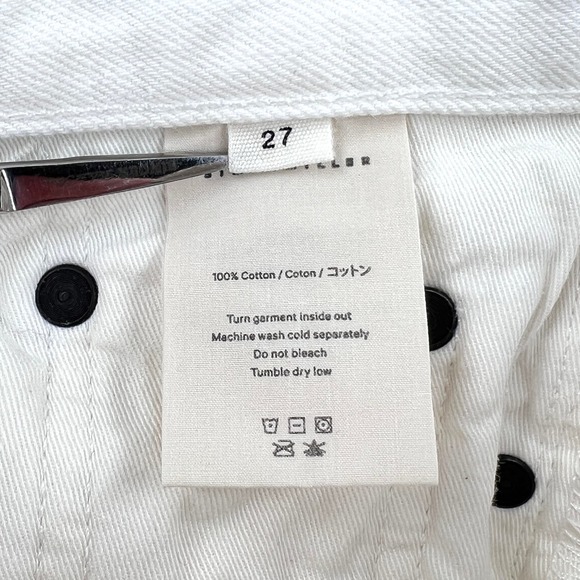 27
100% Cotton / Coton / コットン
Turn garment inside out
Machine wash cold separately
Do not bleach
Tumble dry low